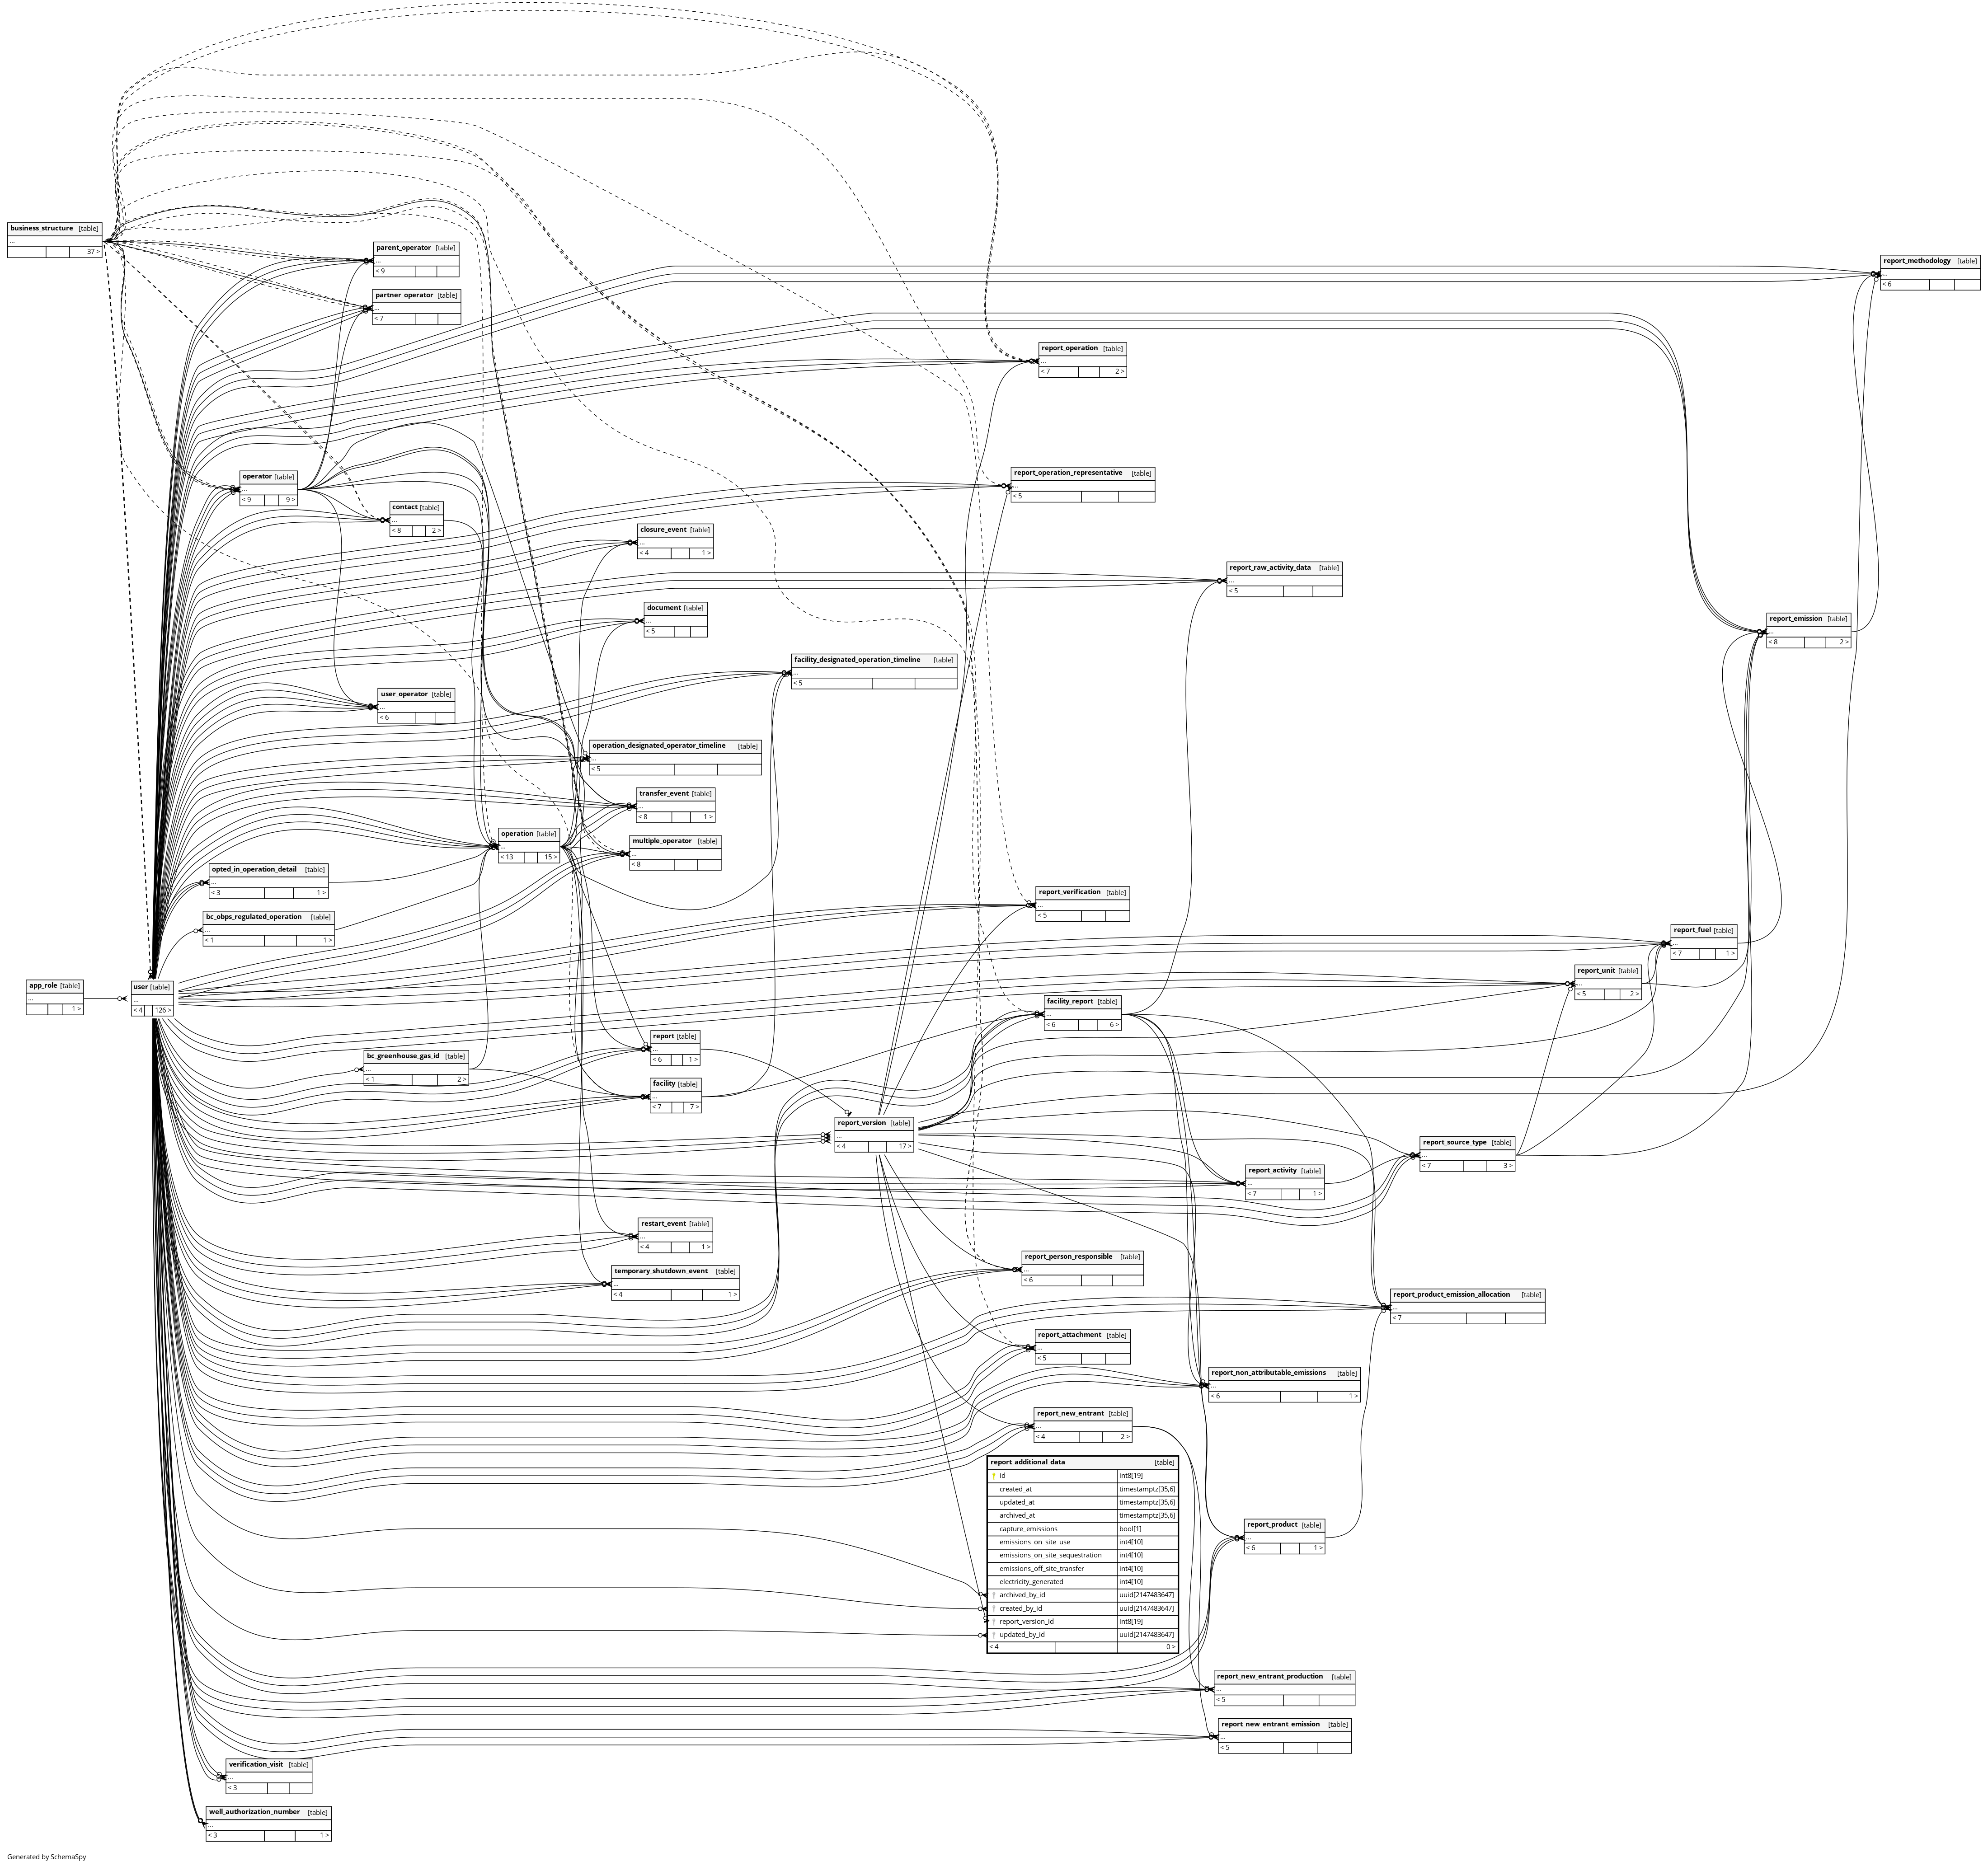 business_structure [table]
...
37 >
parent_operator [table]
...
< 9
partner_operator [table]
...
< 7
report_methodology [table]
...
< 6
report_operation [table]
...
< 7 2 >
operator [table]
...
< 9 9 >
contact [table]
...
< 8 2 >
report_operation_representative [table]
...
< 5
closure_event [table]
...
< 4 1 >
report_raw_activity_data [table]
...
< 5
document [table]
...
< 5
report_emission [table]
...
< 8 2 >
facility_designated_operation_timeline [table]
...
< 5
user_operator [table]
...
< 6
operation_designated_operator_timeline [table]
...
< 5
transfer_event [table]
...
< 8 1 >
operation [table]
...
< 13 15 >
multiple_operator [table]
...
< 8
opted_in_operation_detail [table]
...
< 3 1 >
report_verification [table]
...
< 5
bc_obps_regulated_operation [table]
...
< 1 1 >
report_fuel [table]
...
< 7 1 >
report_unit [table]
...
< 5 2 >
app_role [table]
...
1 >
user [table]
...
< 4 126 >
facility_report [table]
...
< 6 6 >
report [table]
...
< 6 1 >
bc_greenhouse_gas_id [table]
...
< 1 2 >
facility [table]
...
< 7 7 >
report_version [table]
...
< 4 17 >
report_source_type [table]
...
< 7 3 >
report_activity [table]
...
< 7 1 >
restart_event [table]
...
< 4 1 >
report_person_responsible [table]
...
< 6
temporary_shutdown_event [table]
...
< 4 1 >
report_product_emission_allocation [table]
...
< 7
report_attachment [table]
...
< 5
report_non_attributable_emissions [table]
...
< 6 1 >
report_new_entrant [table]
...
< 4 2 >
report_additional_data [table]
id int8[19]
created_at timestamptz[35,6]
updated_at timestamptz[35,6]
archived_at timestamptz[35,6]
capture_emissions bool[1]
emissions_on_site_use int4[10]
emissions_on_site_sequestration int4[10]
emissions_off_site_transfer int4[10]
electricity_generated int4[10]
archived_by_id uuid[2147483647]
created_by_id uuid[2147483647]
report_version_id int8[19]
updated_by_id uuid[2147483647]
< 4 0 >
report_product [table]
...
< 6 1 >
report_new_entrant_production [table]
...
< 5
report_new_entrant_emission [table]
...
< 5
verification_visit [table]
...
< 3
well_authorization_number [table]
...
< 3 1 >
Generated by SchemaSpy